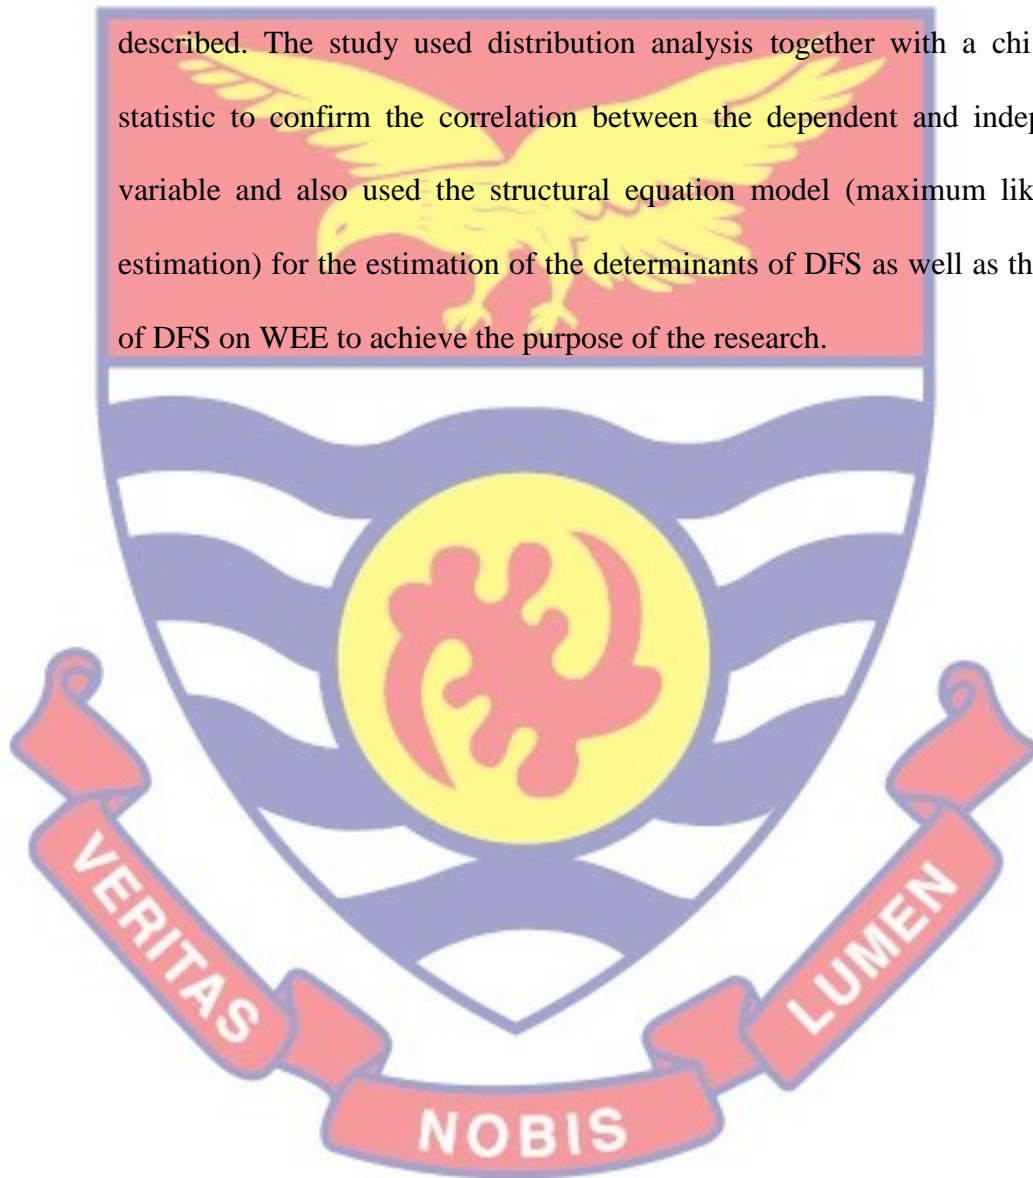 described. The study used distribution analysis together with a chi
statistic to confirm the correlation between the dependent and indep
variable and also used the structural equation model (maximum lik
estimation) for the estimation of the determinants of DFS as well as th
of DFS on WEE to achieve the purpose of the research.
VERITAS
NOBIS
LUMEN